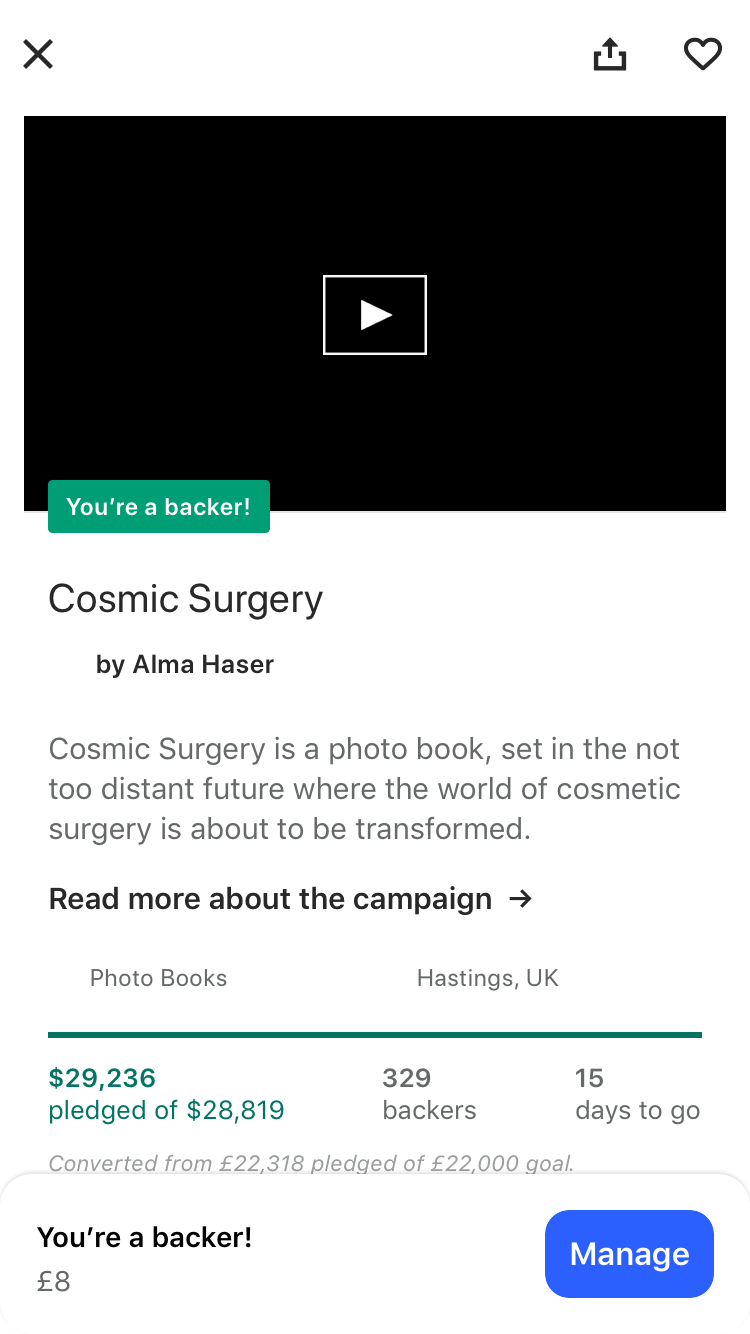 You’re a backer!
Cosmic Surgery
by Alma Haser
Cosmic Surgery is a photo book, set in the not
too distant future where the world of cosmetic
surgery is about to be transformed.
Read more about the campaign →
Photo Books
Hastings, UK
$29,236
pledged of $28,819
329
backers
15
days to go
Converted from £22,318 pledged of £22,000 goal.
You’re a backer!
£8
Manage